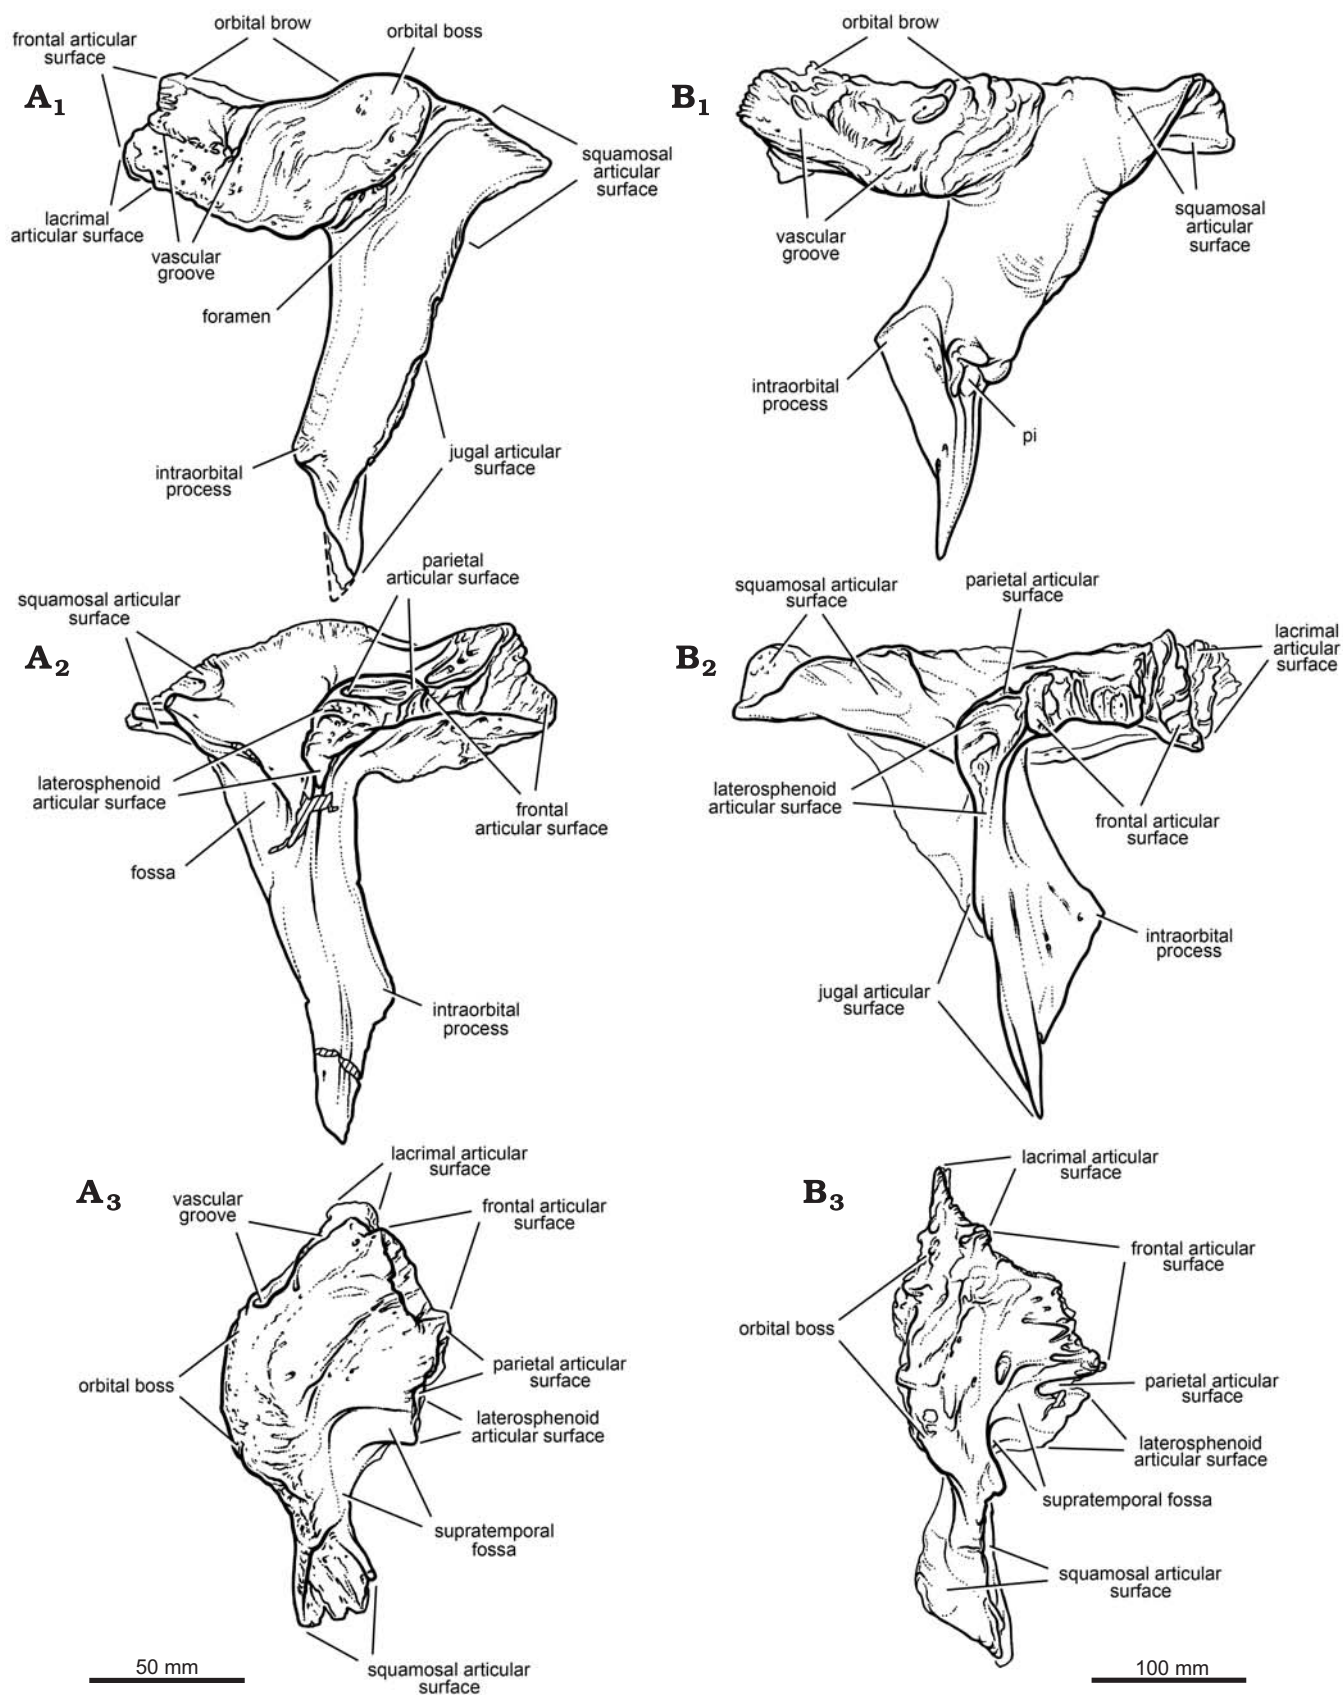 A1
orbital brow
orbital boss
frontal articular
surface
squamosal
articular
surface
lacrimal
articular surface
vascular
groove
foramen
intraorbital
process
jugal articular
surface
B1
orbital brow
vascular
groove
squamosal
articular
surface
intraorbital
process
pi
A2
parietal
articular surface
squamosal articular
surface
laterosphenoid
articular surface
frontal
articular surface
fossa
intraorbital
process
B2
squamosal articular
surface
parietal articular
surface
lacrimal
articular
surface
laterosphenoid
articular surface
frontal articular
surface
intraorbital
process
jugal articular
surface
A3
lacrimal articular
surface
vascular
groove
frontal articular
surface
orbital boss
parietal articular
surface
laterosphenoid
articular surface
supratemporal
fossa
squamosal articular
surface
50 mm
B3
lacrimal articular
surface
frontal articular
surface
orbital boss
parietal articular
surface
laterosphenoid
articular surface
supratemporal fossa
squamosal articular
surface
100 mm